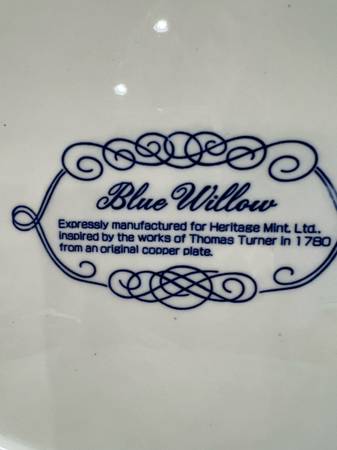 Blue Willow
Expressly manufactured for Heritage Mint, Ltd.,
inspired by the works of Thomas Turner in 1780
from an original copper plate.